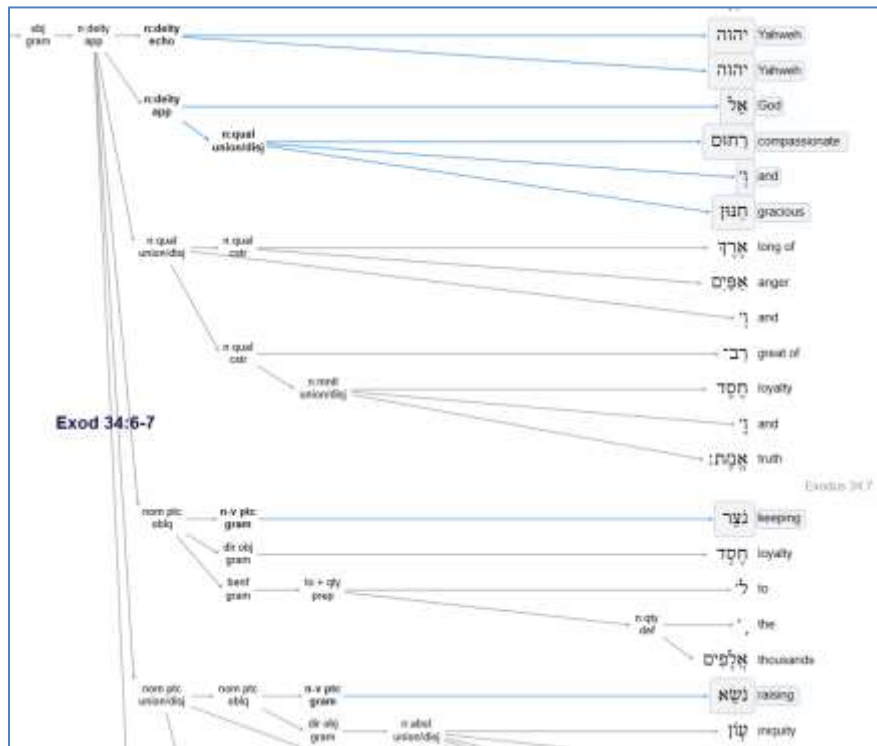 obj gram n:deity app n:deity echo יהוה Yahweh
יהוה Yahweh
n:deity app אֵל God
n:qual union/disj רַחוּם compassionate
וְ and
חַנּוּן gracious
n:qual union/disj n:qual cstr אֶרֶךְ long of
אַפַּיִם anger
וְ and
n:qual cstr רַב־ great of
n:mntl union/disj חֶסֶד loyalty
Exod 34:6-7 וֶ and
אֱמֶת׃ truth
Exodus 34:7
nom ptc oblq n-v ptc gram נֹצֵר keeping
dir obj gram חֶסֶד loyalty
benf gram to + qty prep ל to
n:qty def the
אֲלָפִים thousands
nom ptc union/disj nom ptc oblq n-v ptc gram נֹשֵׂא raising
dir obj gram n:abst union/disj עָוֹן iniquity